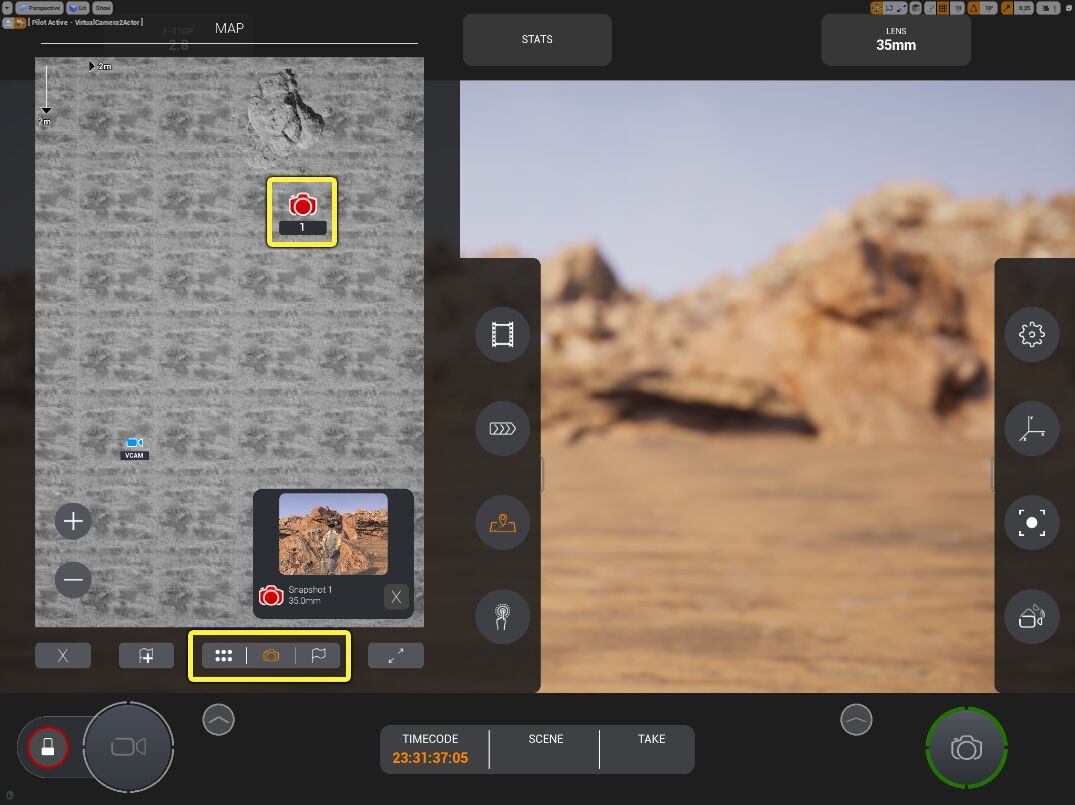 Perspective
Lit
Show
10
10°
0.25
1
[ Pilot Active - VirtualCamera2Actor ]
F-STOP
2.8
MAP
STATS
LENS
35mm
2m
2m
1
VCAM
Snapshot 1
35.0mm
X
X
TIMECODE
23:31:37:05
SCENE
TAKE